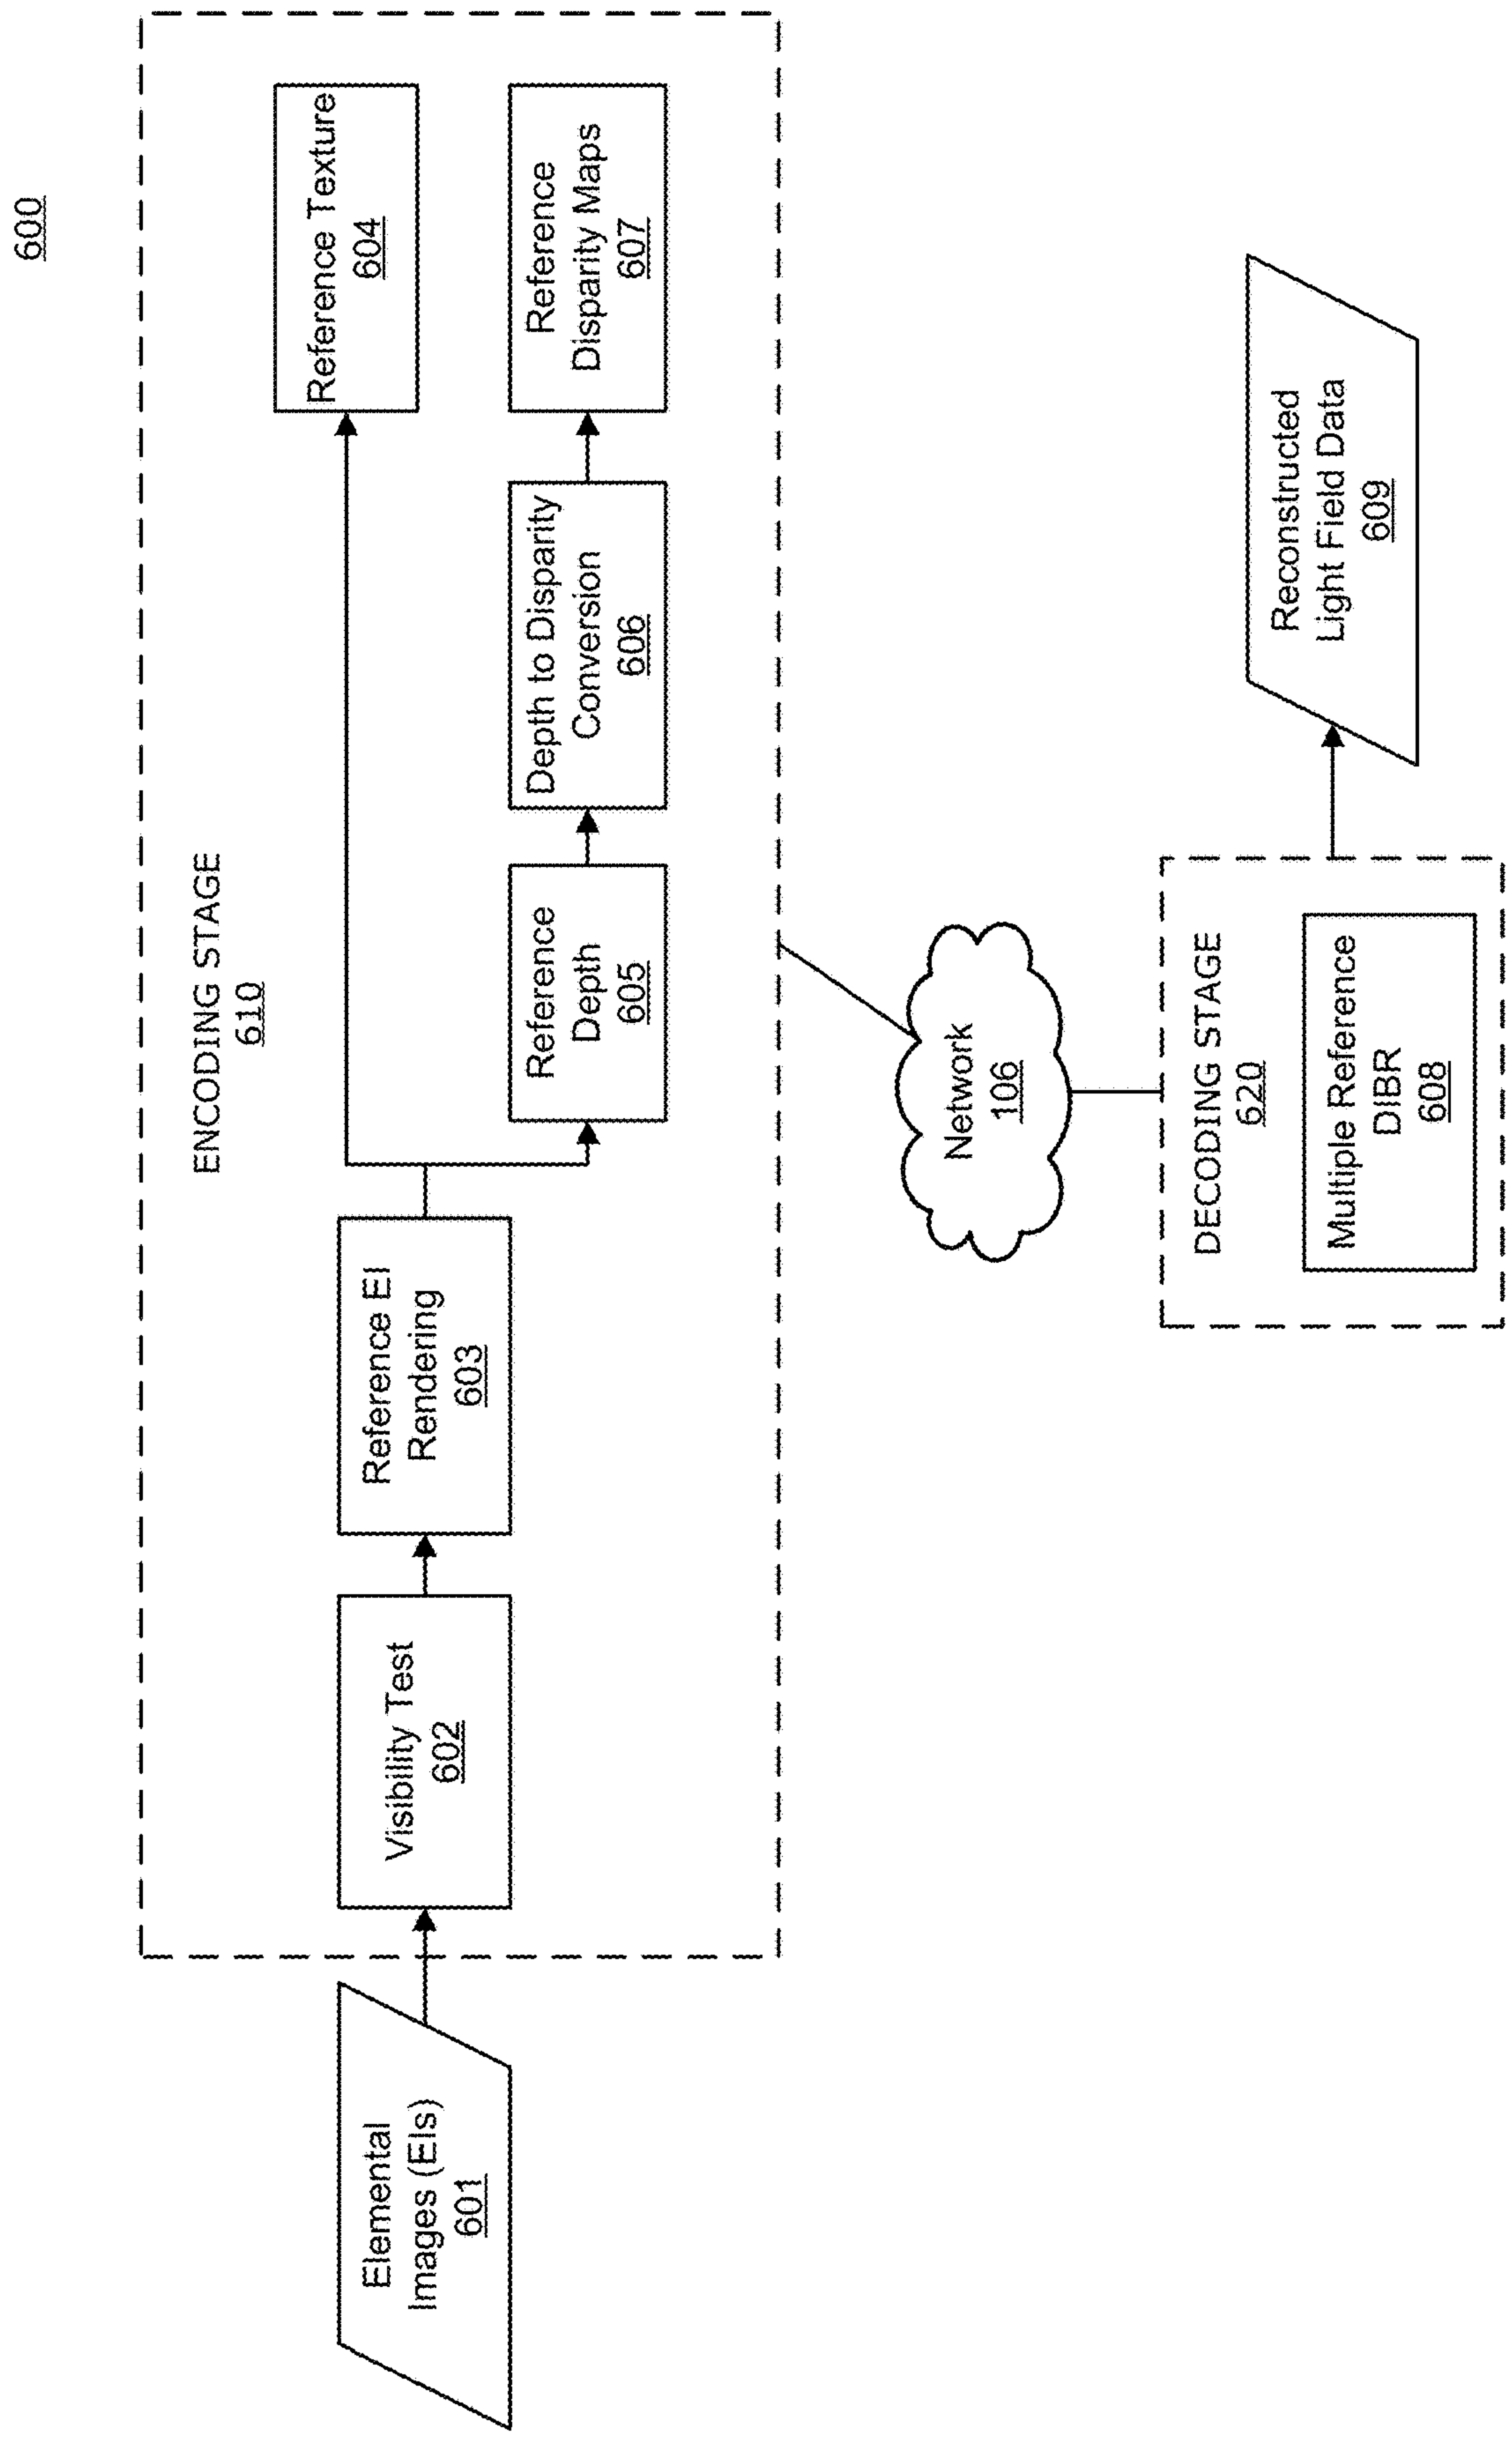 600
ENCODING STAGE
610
Elemental
Images (EIs)
601
Visibility Test
602
Reference EI
Rendering
603
Reference Texture
604
Reference
Depth
605
Depth to Disparity
Conversion
606
Reference
Disparity Maps
607
Network
106
DECODING STAGE
620
Multiple Reference
DIBR
608
Reconstructed
Light Field Data
609